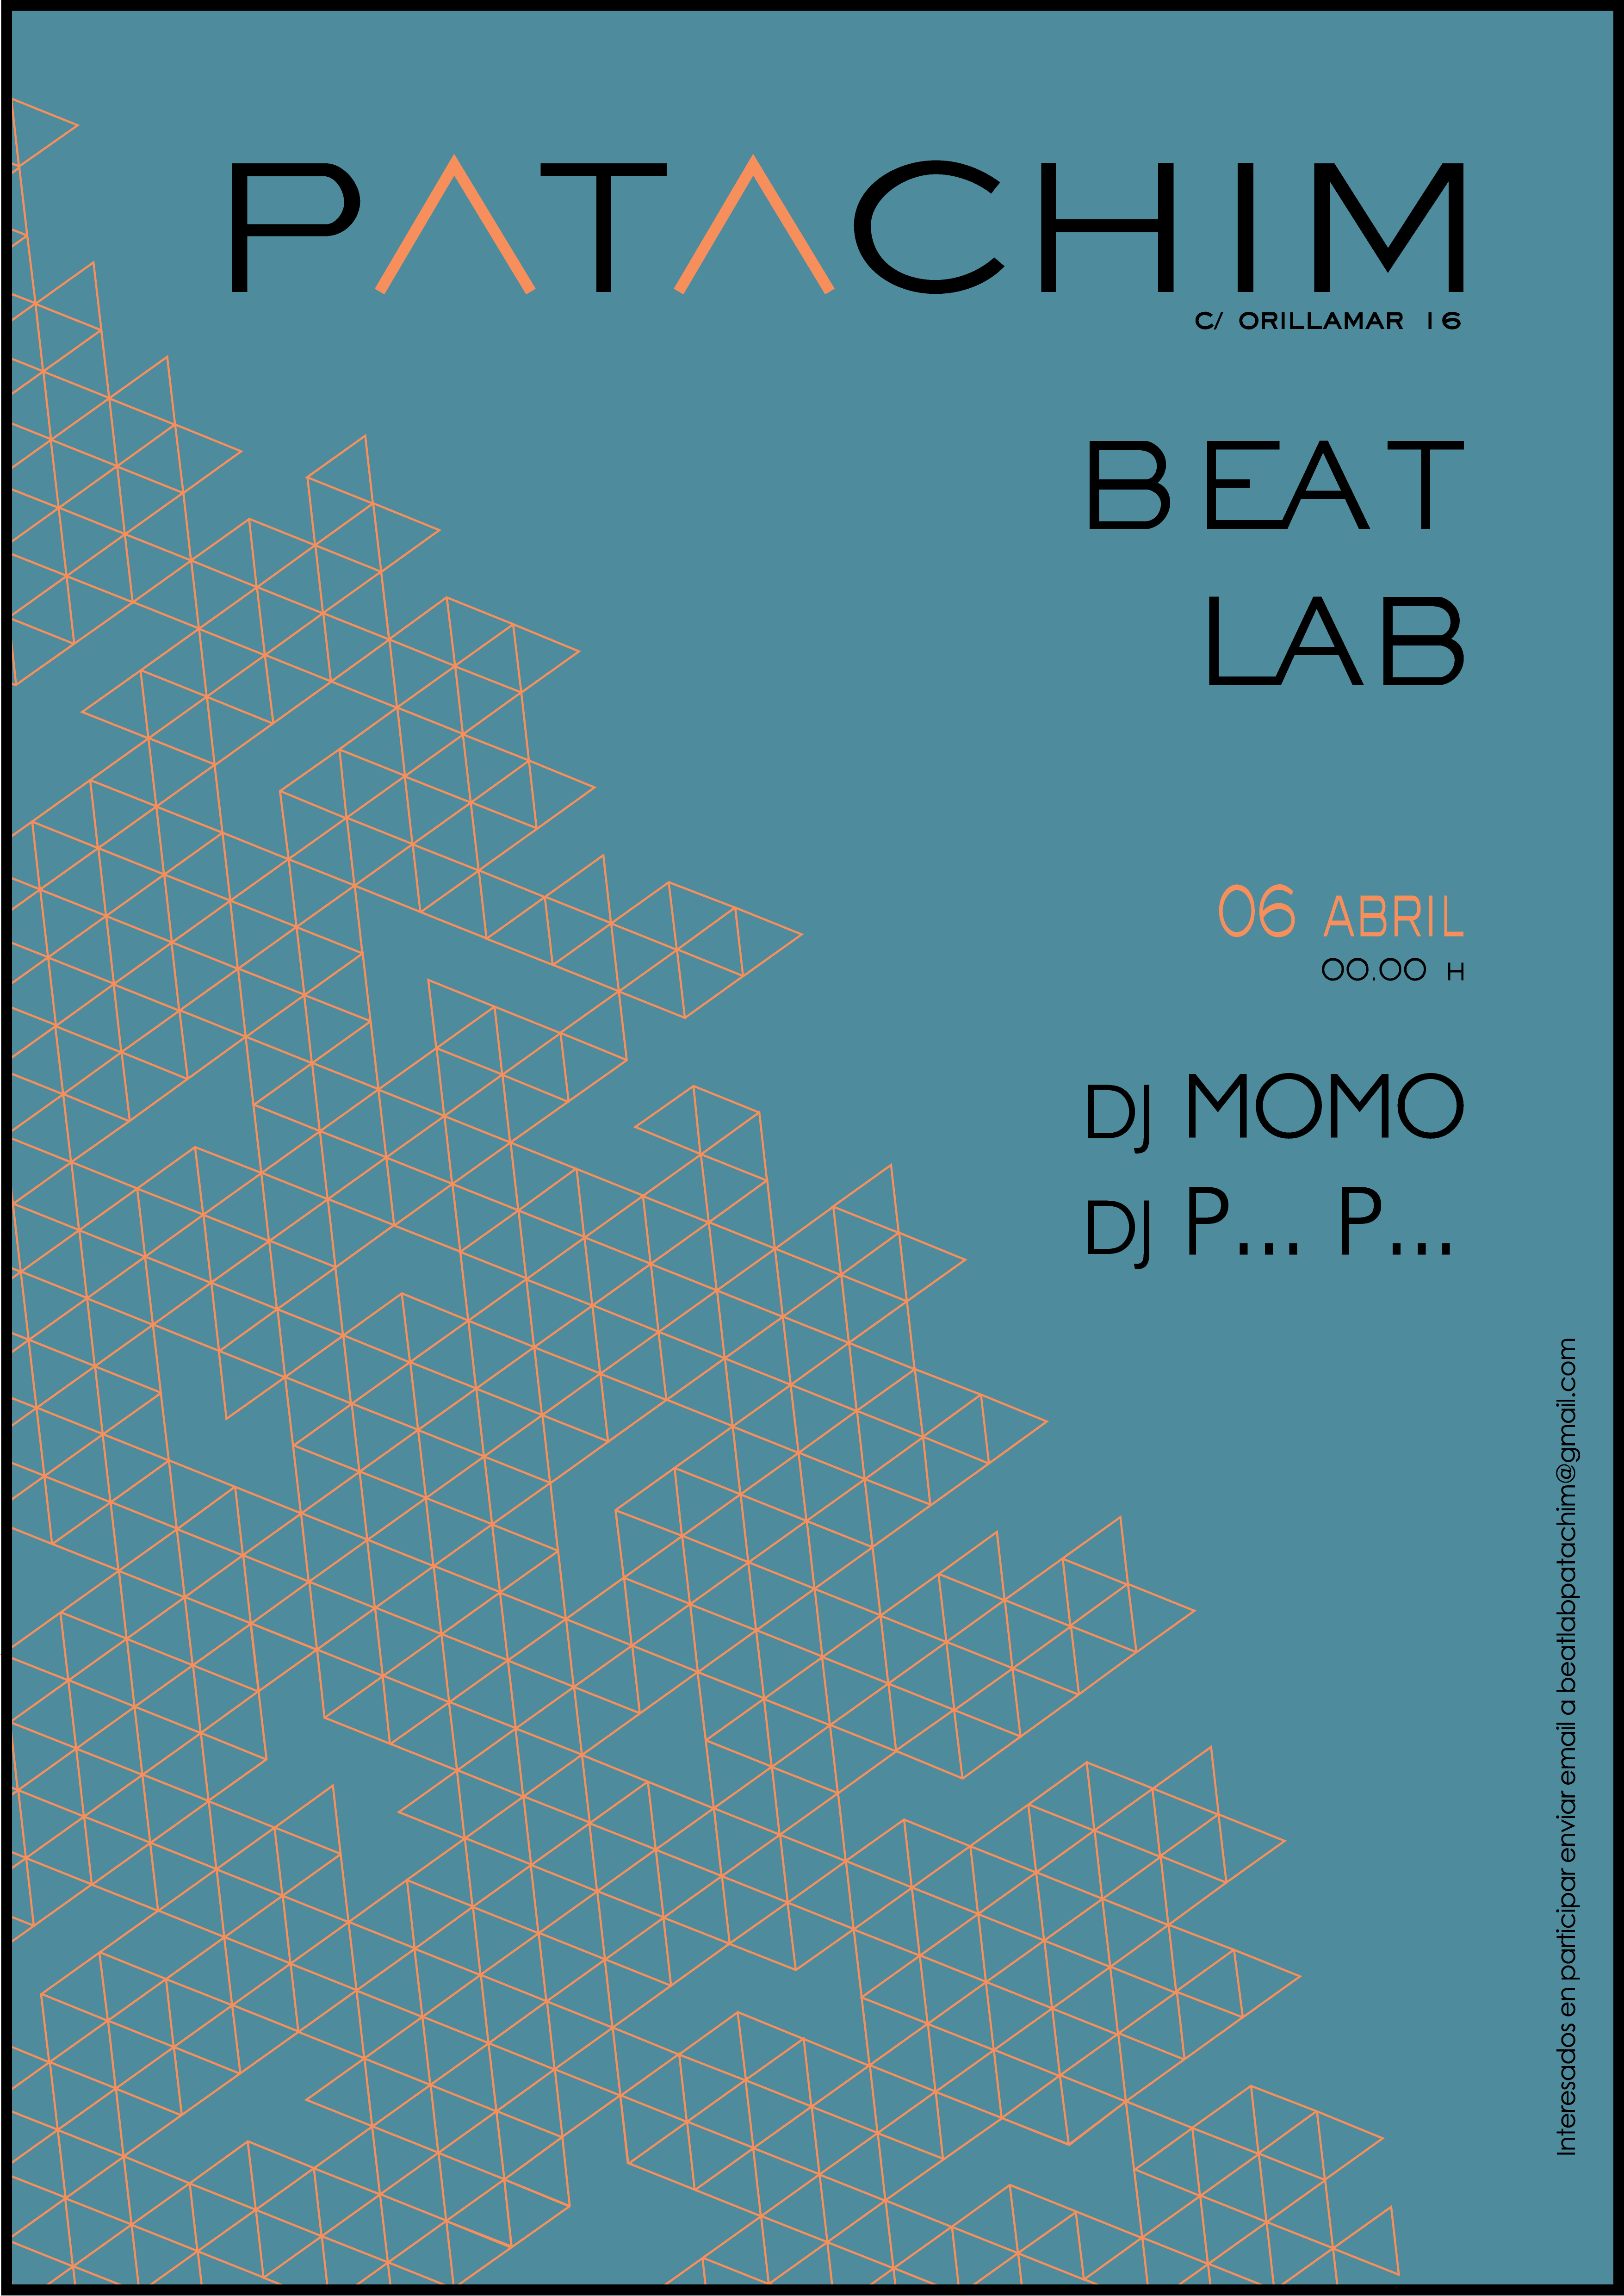 PATACHIM
C/ ORILLAMAR 16
BEAT
LAB
06 ABRIL
00.00 H
DJ MOMO
DJ P... P...
Interesados en participar enviar email a beatlabpatachim@gmail.com